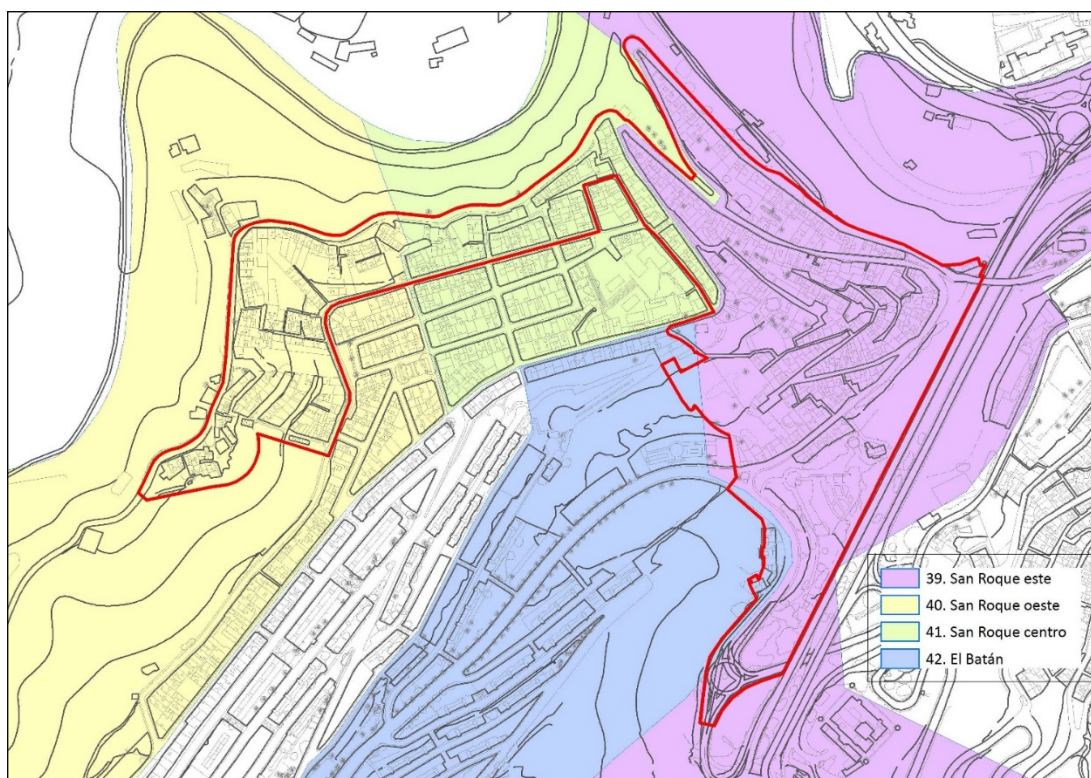 39. San Roque este
40. San Roque oeste
41. San Roque centro
42. El Batán